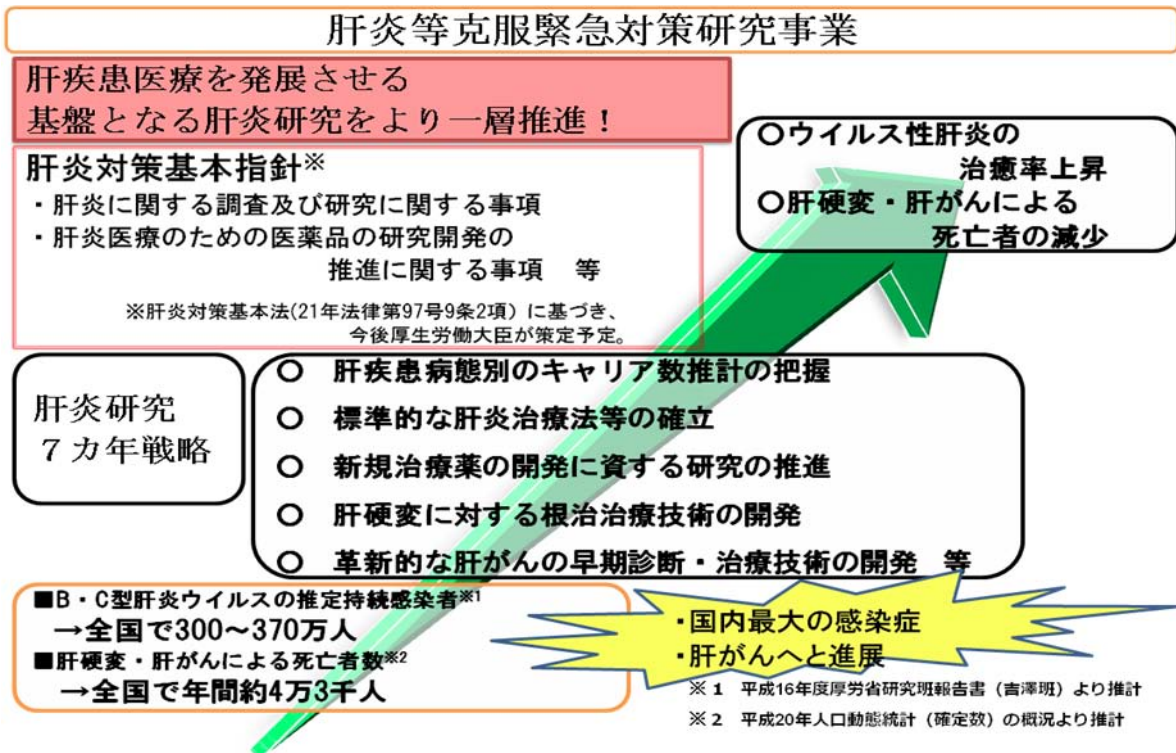 肝炎等克服緊急対策研究事業
肝疾患医療を発展させる
基盤となる肝炎研究をより一層推進!
肝炎対策基本指針※
・肝炎に関する調査及び研究に関する事項
・肝炎医療のための医薬品の研究開発の
推進に関する事項 等
※肝炎対策基本法(21年法律第97号9条2項)に基づき、
今後厚生労働大臣が策定予定。
〇ウイルス性肝炎の
治癒率上昇
〇肝硬変・肝がんによる
死亡者の減少
肝炎研究
7カ年戦略
〇 肝疾患病態別のキャリア数推計の把握
〇 標準的な肝炎治療法等の確立
〇 新規治療薬の開発に資する研究の推進
〇 肝硬変に対する根治治療技術の開発
〇 革新的な肝がんの早期診断・治療技術の開発 等
■B・C型肝炎ウイルスの推定持続感染者※1
→全国で300~370万人
■肝硬変・肝がんによる死亡者数※2
→全国で年間約4万3千人
・国内最大の感染症
・肝がんへと進展
※1 平成16年度厚労省研究班報告書(吉澤班)より推計
※2 平成20年人口動態統計(確定数)の概況より推計